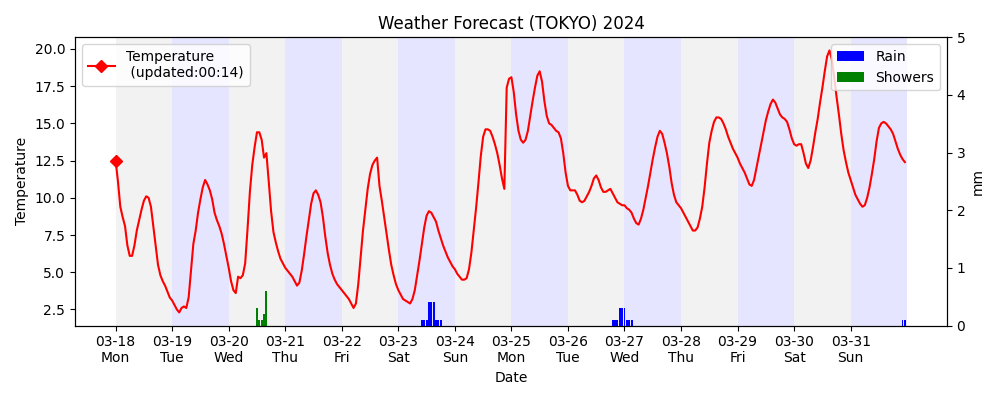 Weather Forecast (TOKYO) 2024
Temperature
(updated:00:14)
Rain
Showers
Temperature
20.0
17.5
15.0
12.5
10.0
7.5
5.0
2.5
5
4
3
2
1
0
mm
03-18 03-19 03-20 03-21 03-22 03-23 03-24 03-25 03-26 03-27 03-28 03-29 03-30 03-31
Mon Tue Wed Thu Fri Sat Sun Mon Tue Wed Thu Fri Sat Sun
Date